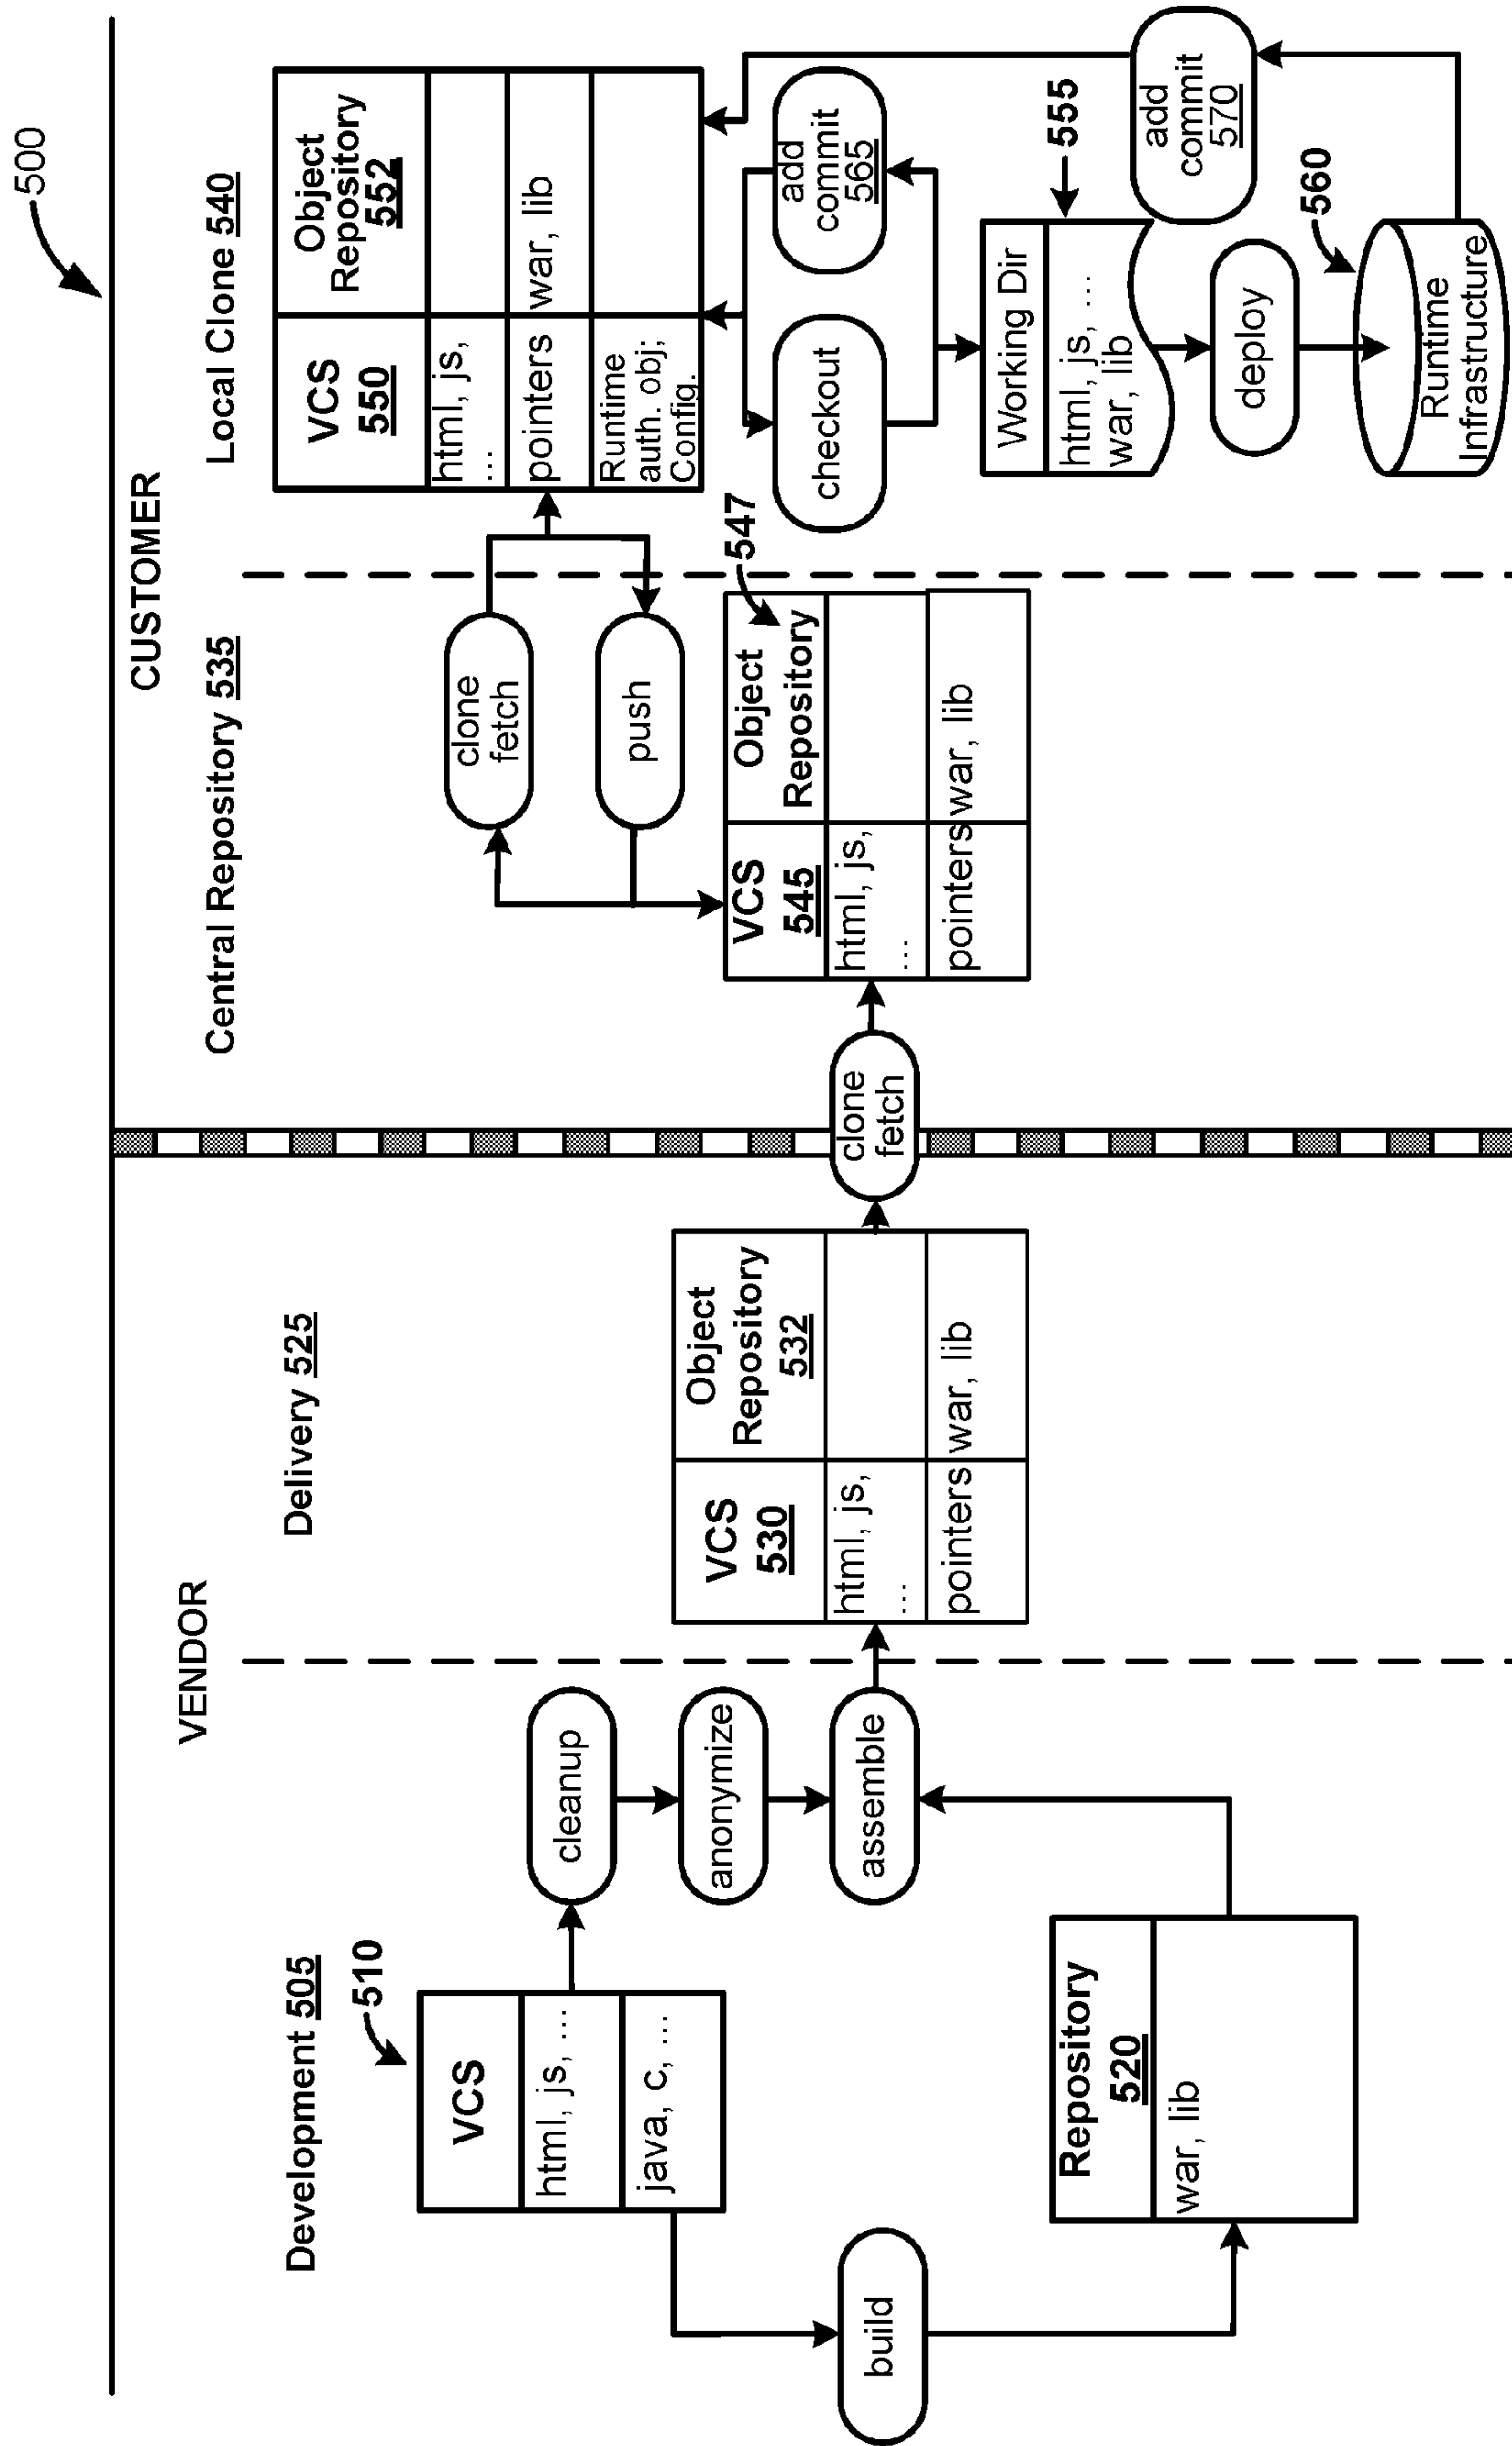 500
VENDOR
CUSTOMER
Development 505
510
VCS
html, js, ...
java, c, ...
build
Repository
520
war, lib
cleanup
anonymize
assemble
Delivery 525
VCS
530
Object
Repository
532
html, js,
...
pointers
war, lib
clone
fetch
Central Repository 535
clone
fetch
push
547
VCS
545
Object
Repository
html, js,
...
pointers
war, lib
Local Clone 540
VCS
550
Object
Repository
552
html, js,
...
pointers
war, lib
Runtime
auth. obj;
Config.
checkout
add
commit
565
Working Dir
html, js, ...
war, lib
555
deploy
add
commit
570
560
Runtime
Infrastructure